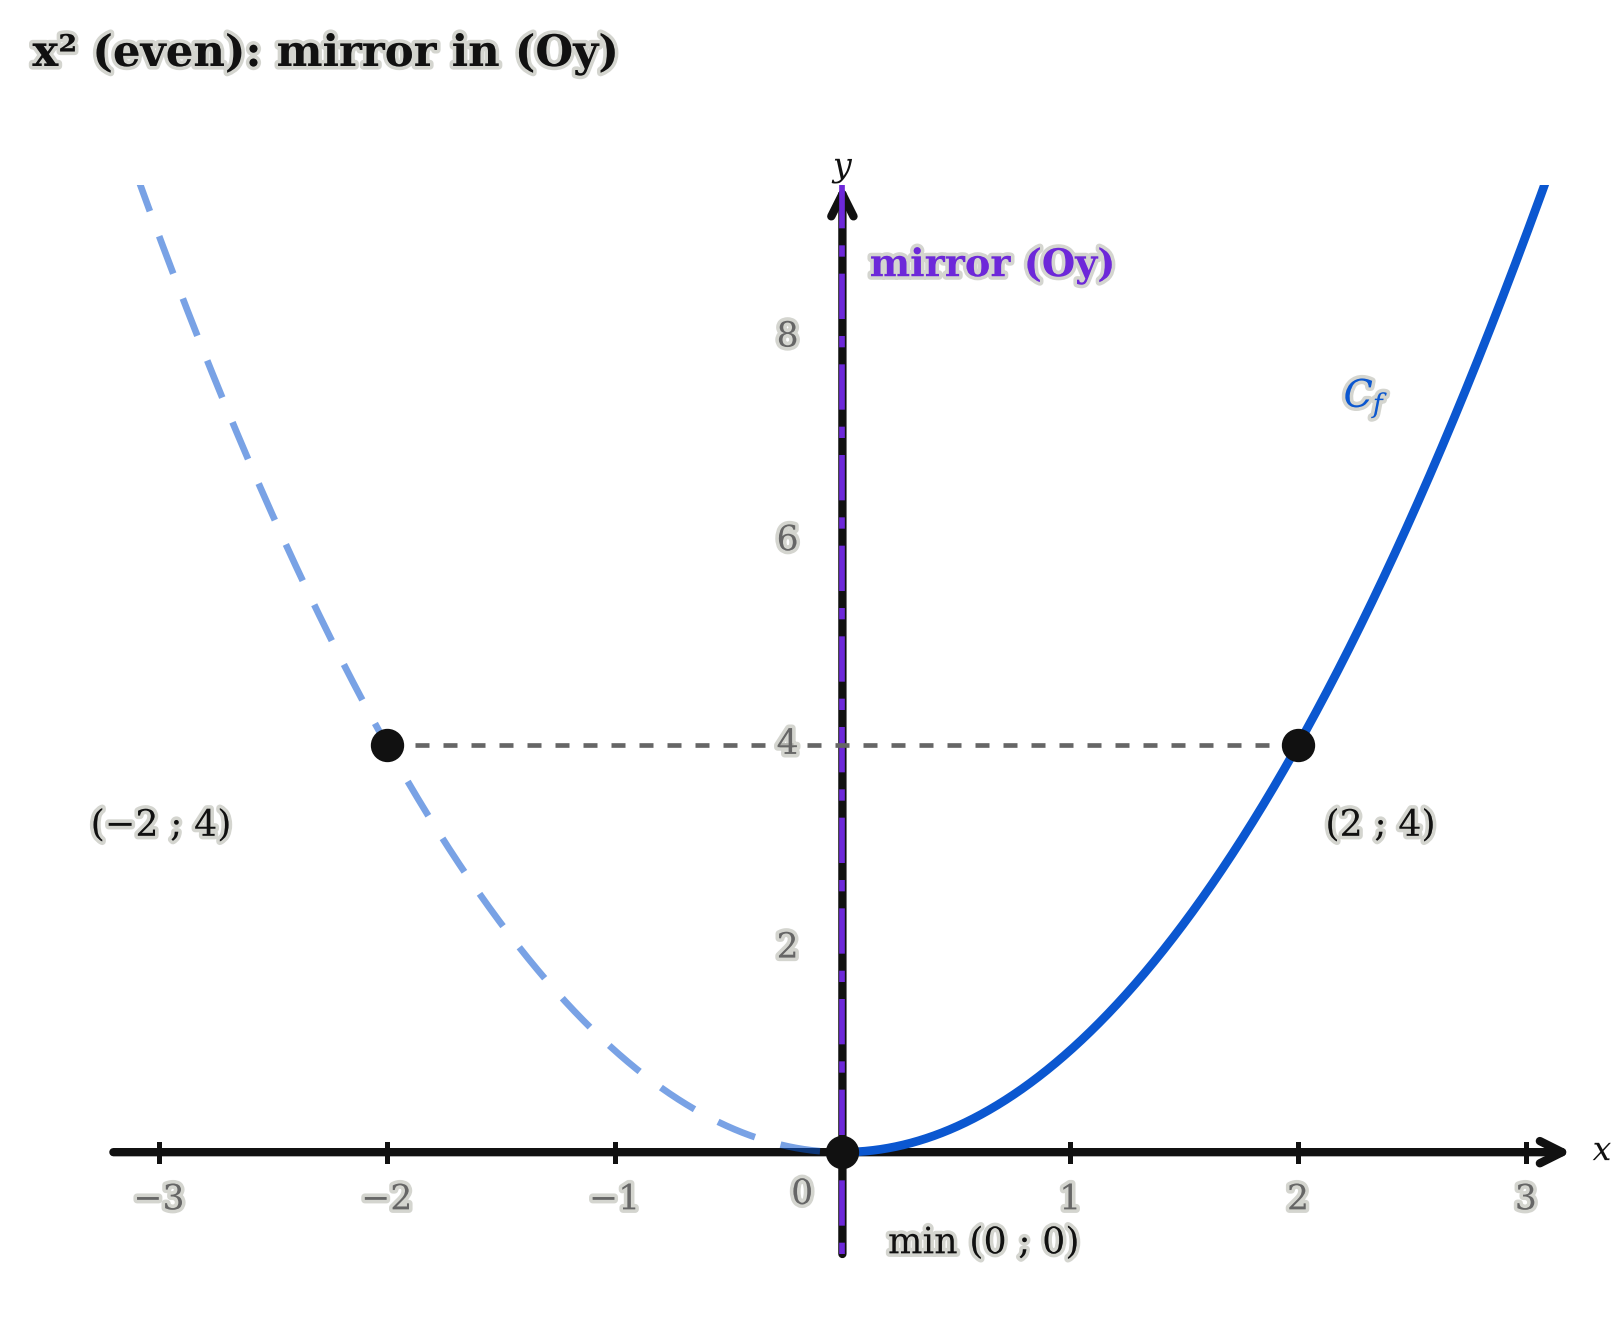 x² (even): mirror in (Oy)
y
mirror (Oy)
8
C_f
6
4
(−2 ; 4)
(2 ; 4)
2
x
−3 −2 −1 0 1 2 3
min (0 ; 0)